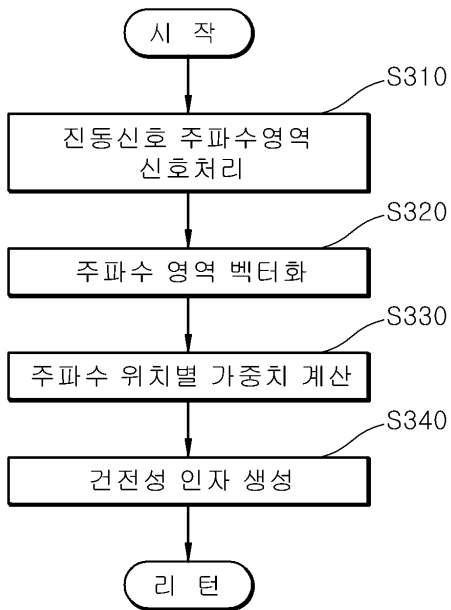 시 작
S310
진동신호 주파수영역
신호처리
S320
주파수 영역 벡터화
S330
주파수 위치별 가중치 계산
S340
건전성 인자 생성
리 턴